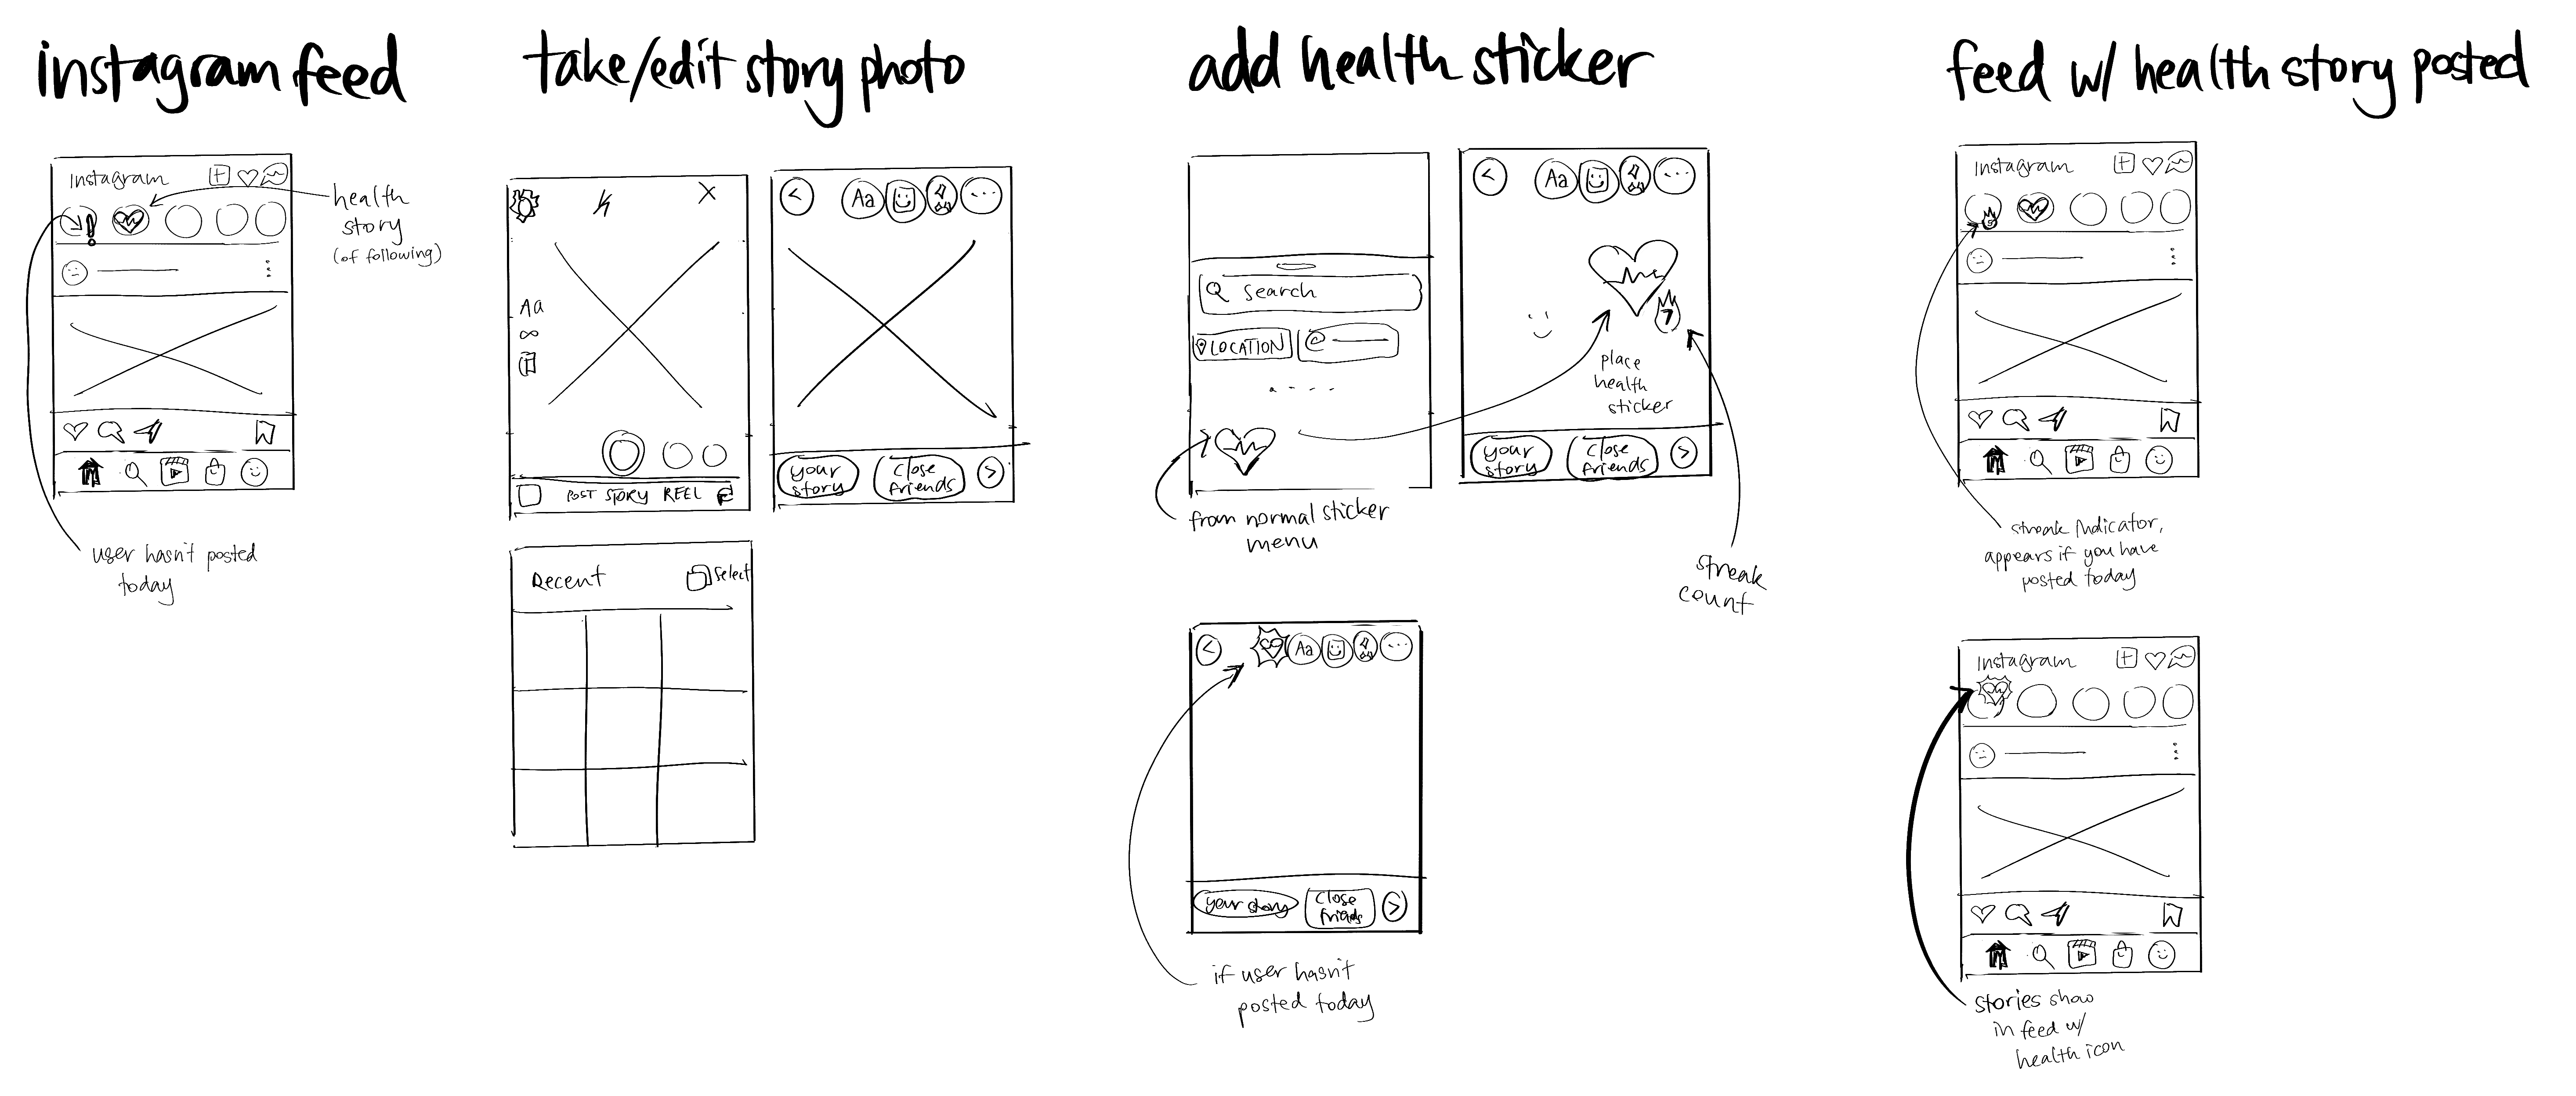 instagram feed
Instagram
health
story
(of following)
user hasn't posted
today
take/edit story photo
Aa
∞
POST STORY REEL
Aa
your
story
close
friends
Recent
Select
add health sticker
Search
LOCATION
@
from normal sticker
menu
Aa
7
place
health
sticker
your
story
close
friends
streak
count
Aa
your story
close
friends
if user hasn't
posted today
feed w/ health story posted
Instagram
streak indicator,
appears if you have
posted today
Instagram
stories show
in feed w/
health icon